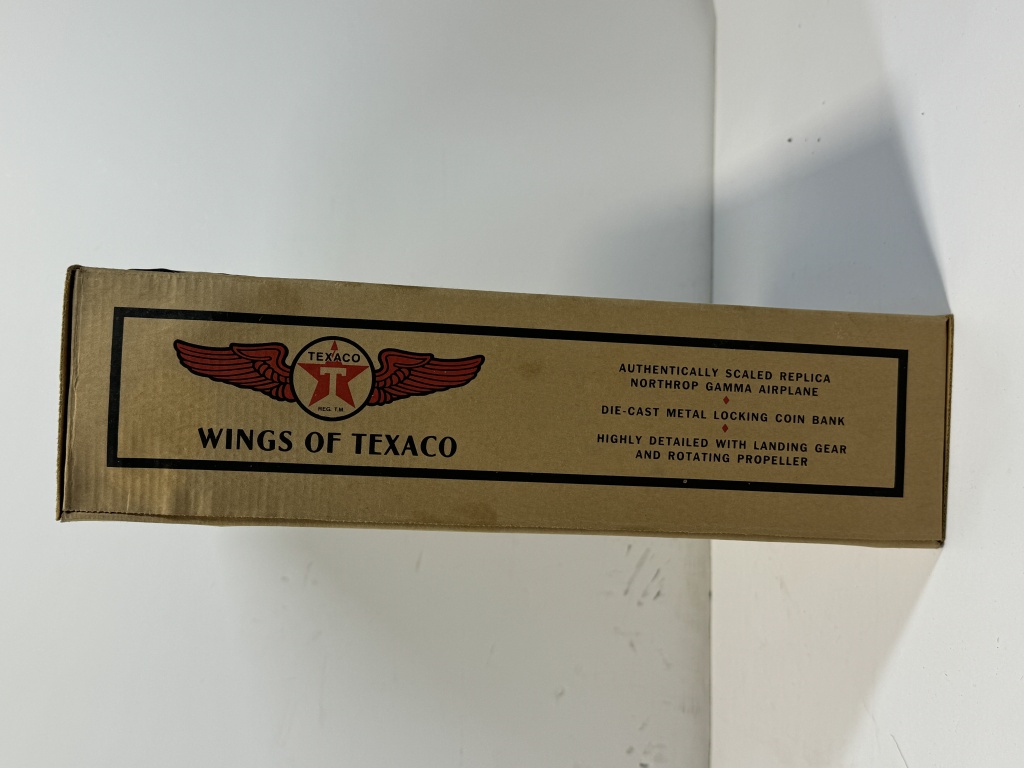 TEXACO
T
REG. T.M.
WINGS OF TEXACO
AUTHENTICALLY SCALED REPLICA
NORTHROP GAMMA AIRPLANE
DIE-CAST METAL LOCKING COIN BANK
HIGHLY DETAILED WITH LANDING GEAR
AND ROTATING PROPELLER